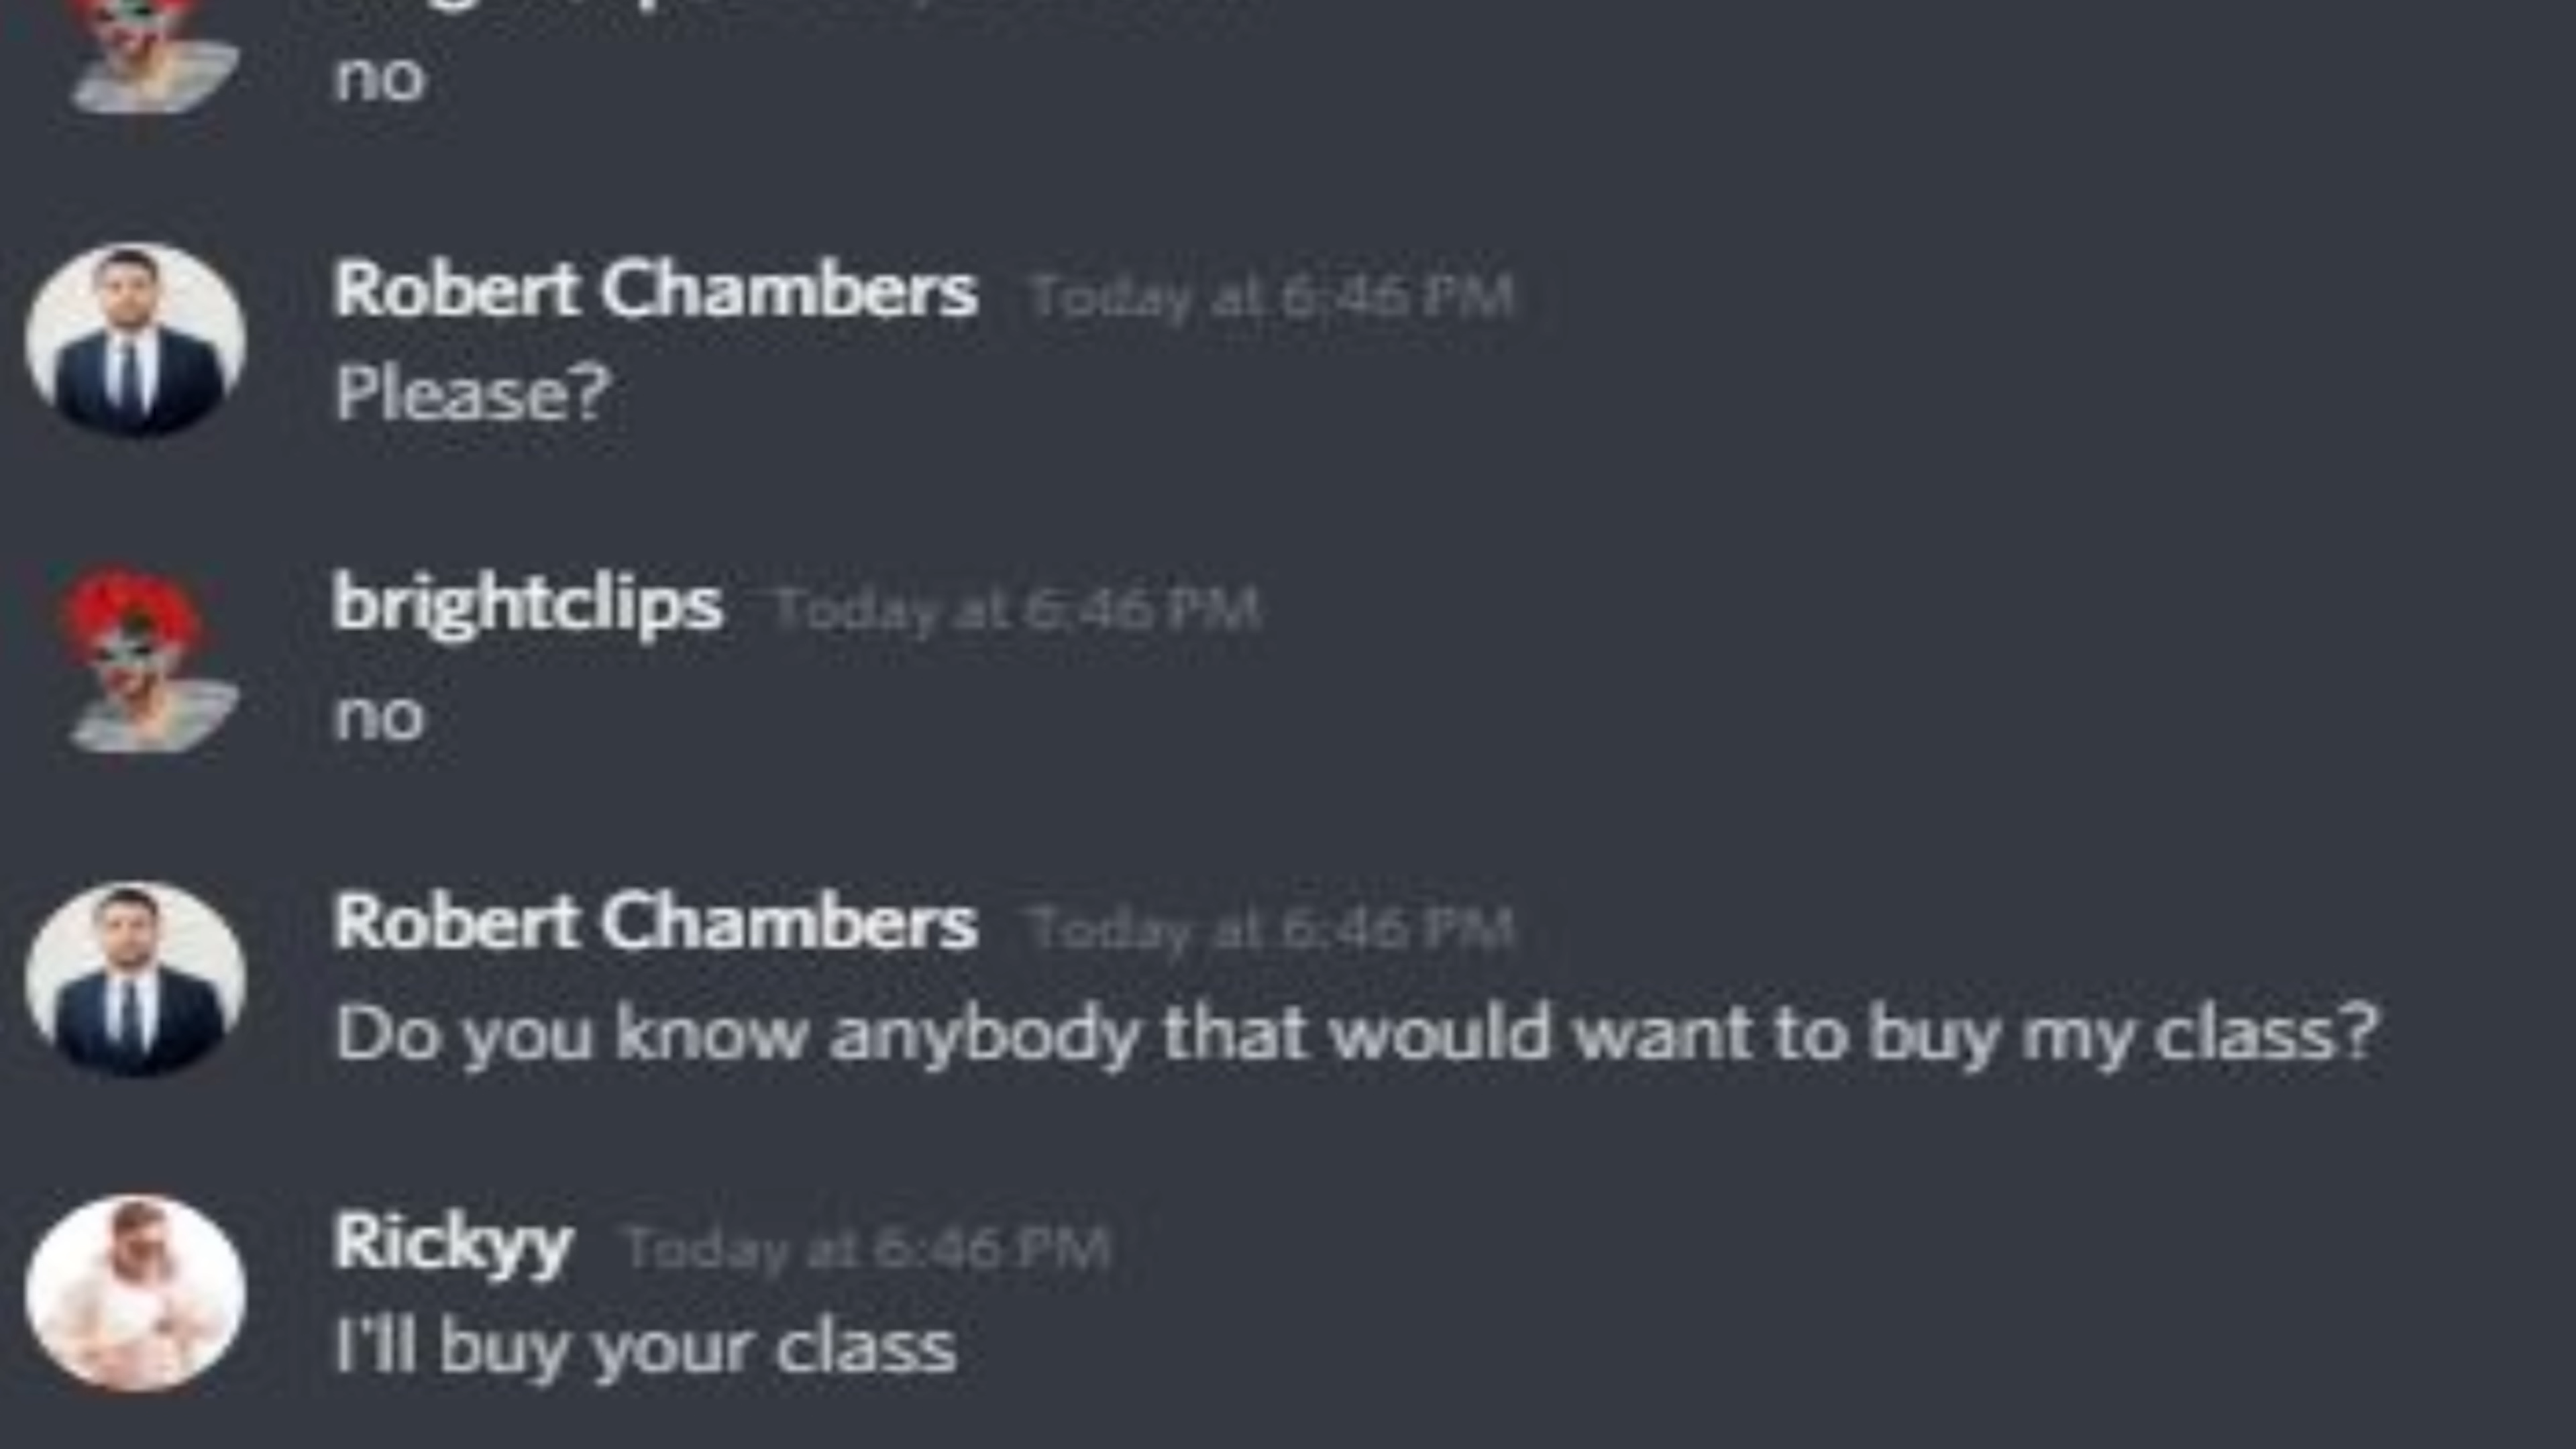 no
Robert Chambers Today at 6:46 PM
Please?
brightclips Today at 6:46 PM
no
Robert Chambers Today at 6:46 PM
Do you know anybody that would want to buy my class?
Rickyy Today at 6:46 PM
I'll buy your class